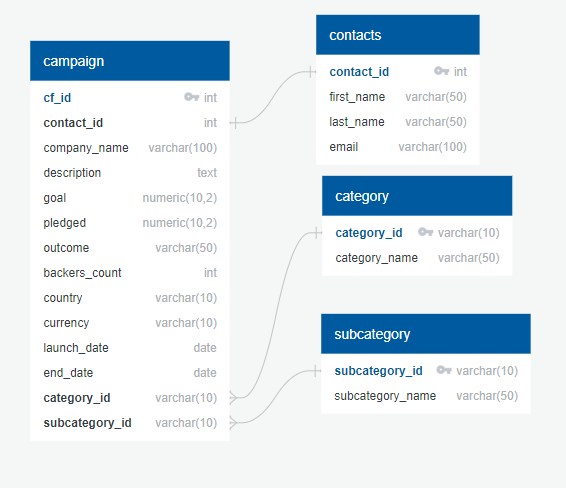 campaign
cf_id int
contact_id int
company_name varchar(100)
description text
goal numeric(10,2)
pledged numeric(10,2)
outcome varchar(50)
backers_count int
country varchar(10)
currency varchar(10)
launch_date date
end_date date
category_id varchar(10)
subcategory_id varchar(10)
contacts
contact_id int
first_name varchar(50)
last_name varchar(50)
email varchar(100)
category
category_id varchar(10)
category_name varchar(50)
subcategory
subcategory_id varchar(10)
subcategory_name varchar(50)